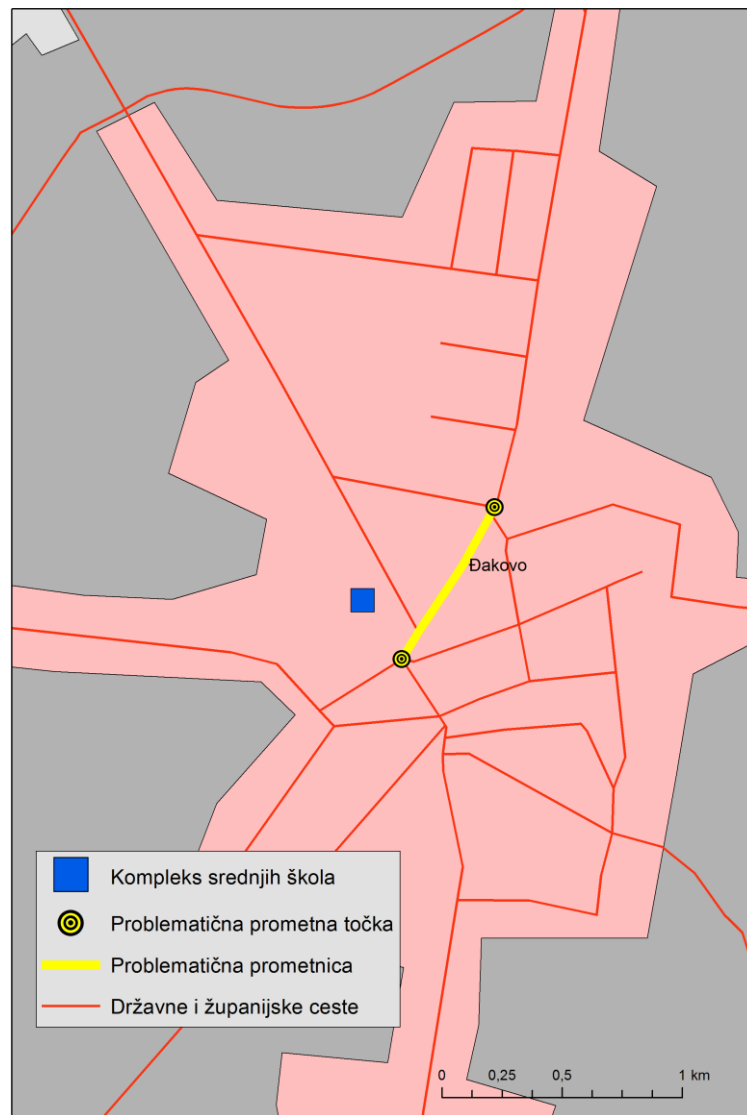 Đakovo
Kompleks srednjih škola
Problematična prometna točka
Problematična prometnica
Državne i županijske ceste
0 0,25 0,5 1 km